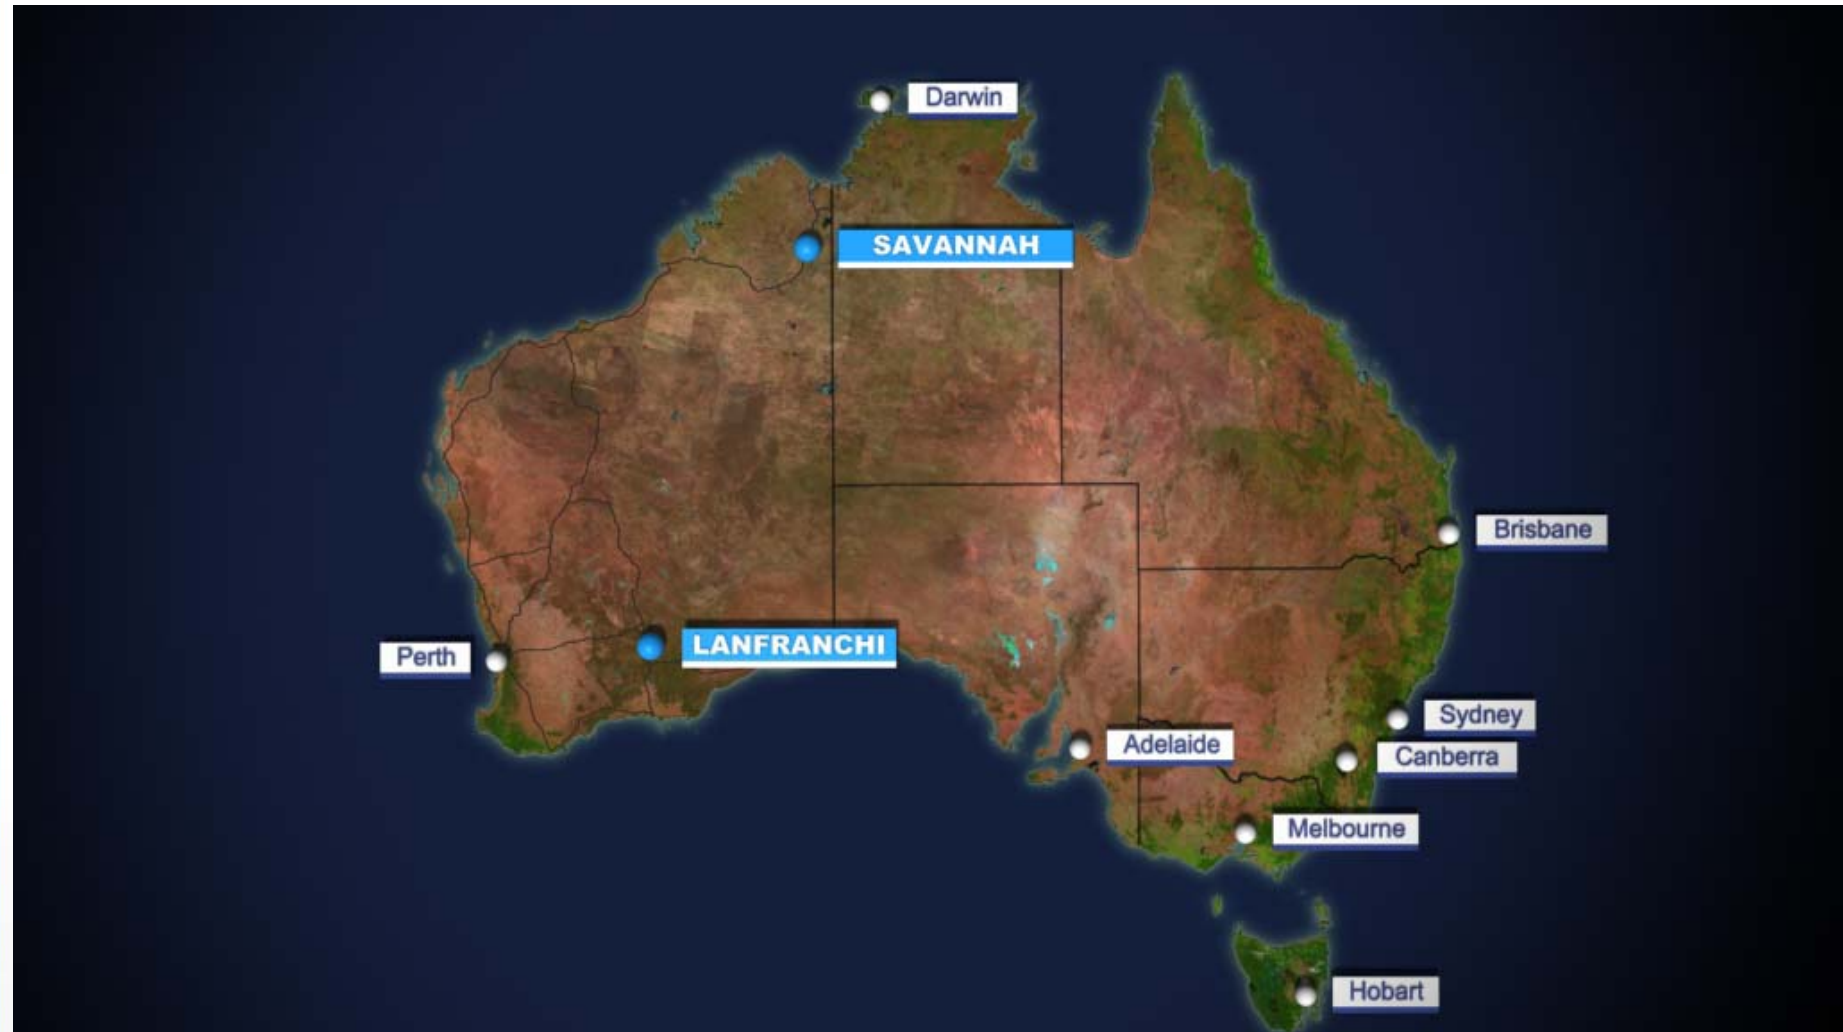 Darwin
SAVANNAH
Brisbane
LANFRANCHI
Perth
Sydney
Adelaide
Canberra
Melbourne
Hobart